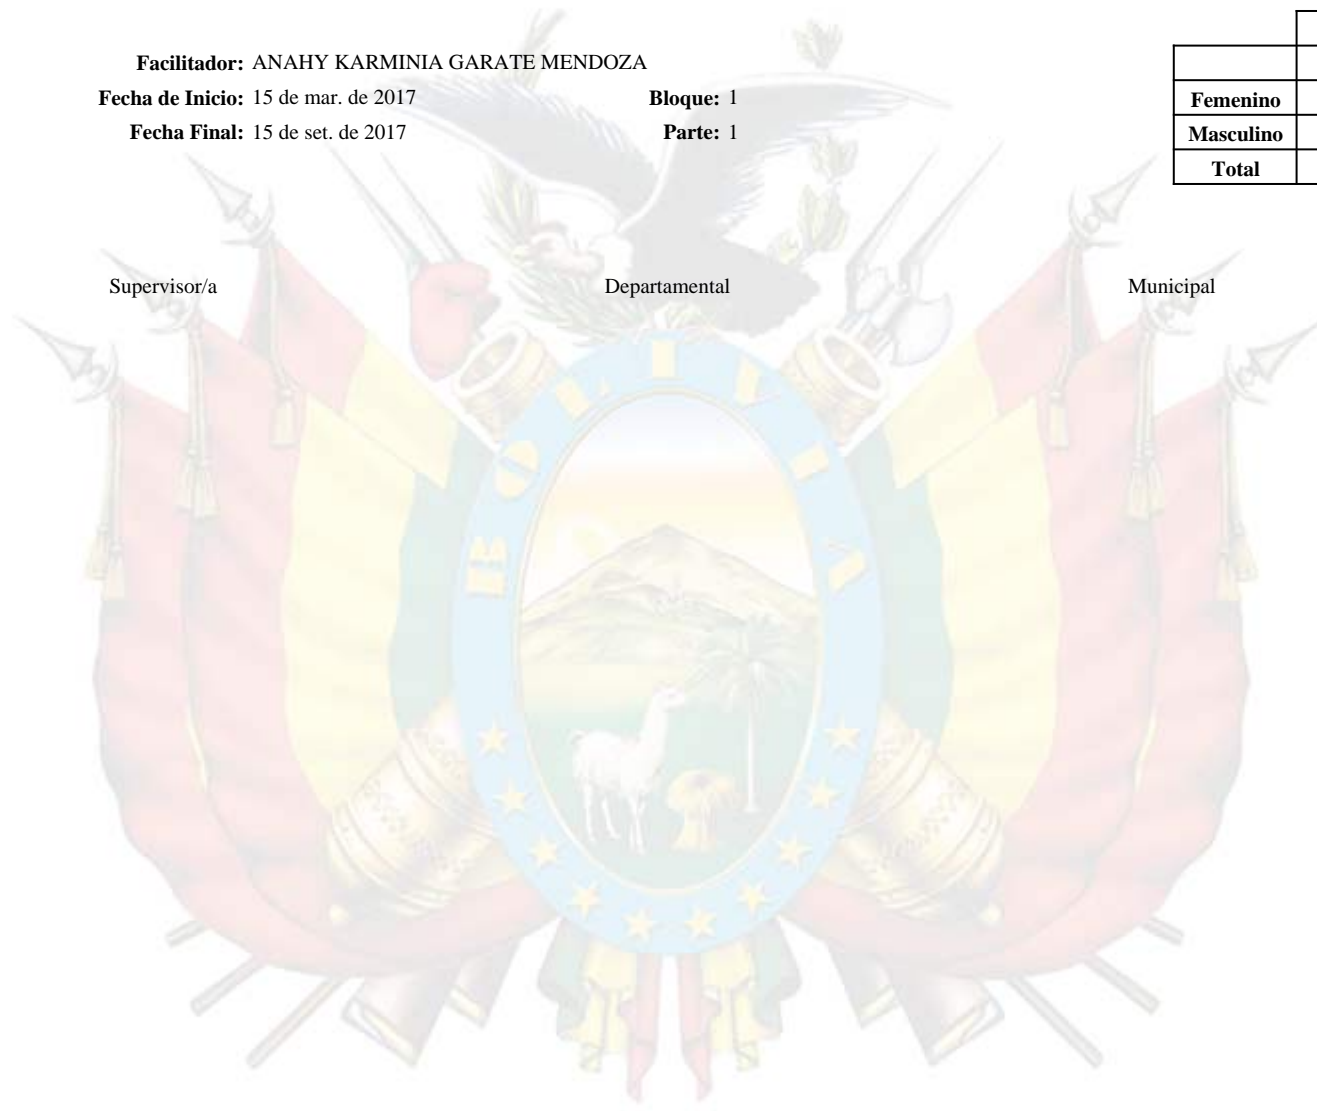 Facilitador: ANAHY KARMINIA GARATE MENDOZA
Fecha de Inicio: 15 de mar. de 2017 Bloque: 1
Fecha Final: 15 de set. de 2017 Parte: 1
Femenino
Masculino
Total
Supervisor/a Departamental Municipal
BOLIVIA